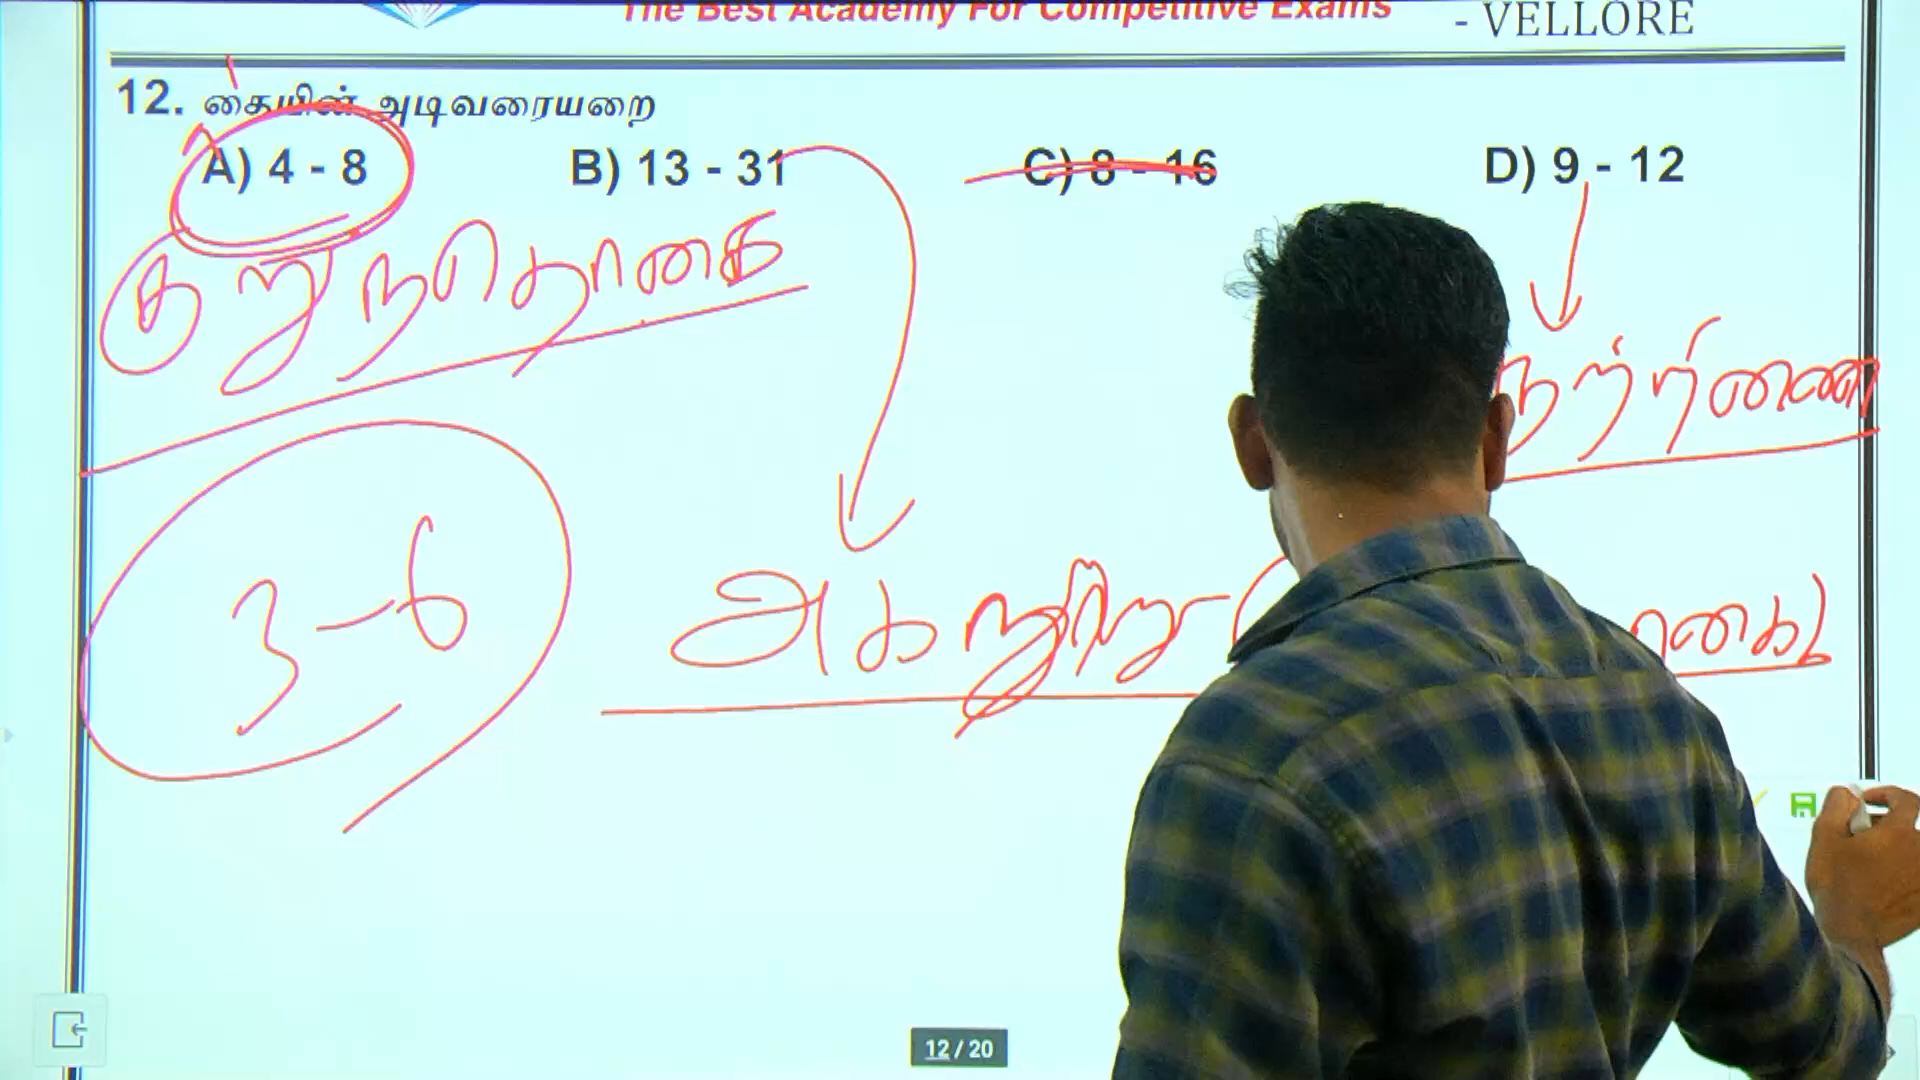 The Best Academy For Competitive Exams
- VELLORE
12. கையின் அடிவரையறை
A) 4 - 8 B) 13 - 31 C) 8 - 16 D) 9 - 12
குறுந்தொகை
நற்றிணை
3-6
12 / 20